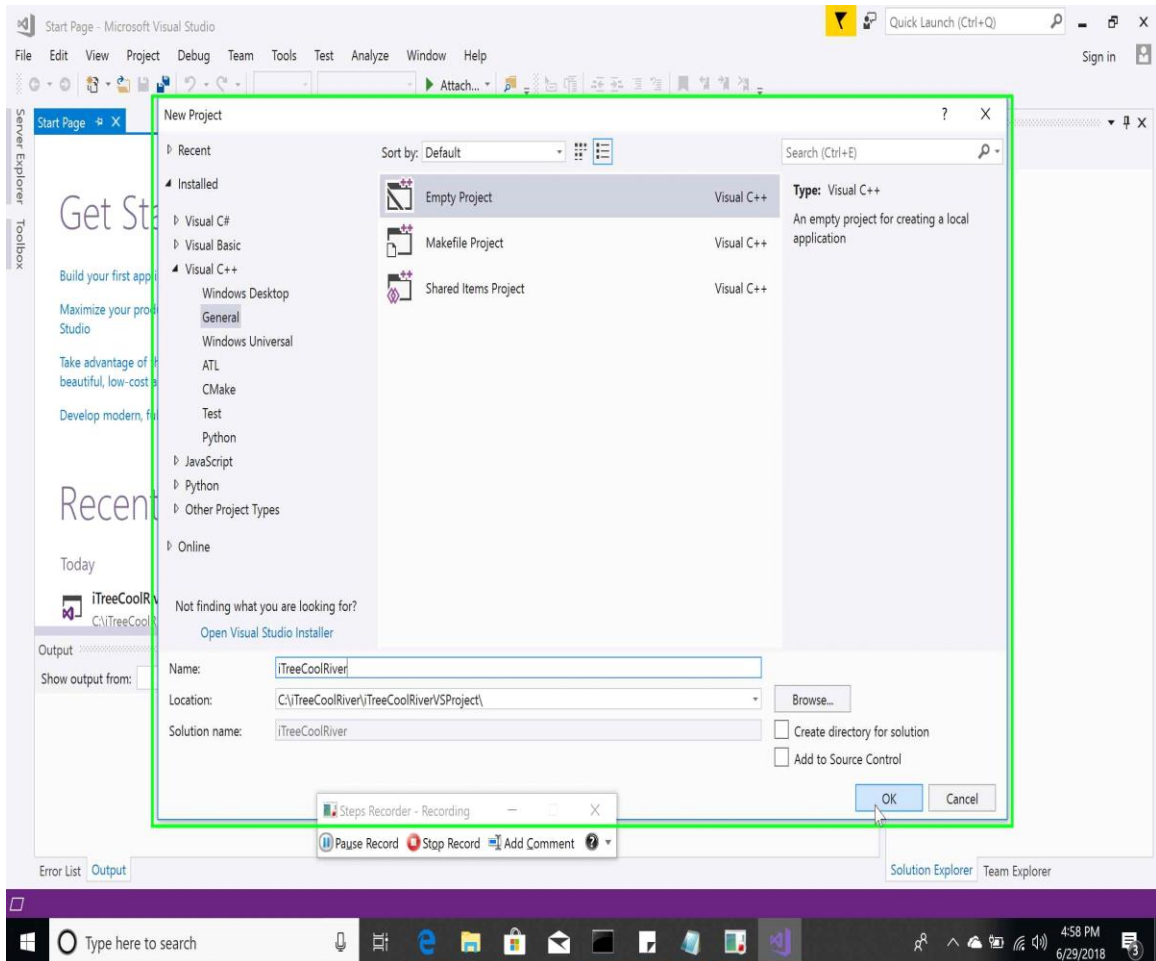 Start Page - Microsoft Visual Studio
Quick Launch (Ctrl+Q)
File Edit View Project Debug Team Tools Test Analyze Window Help
Sign in
Attach...
Server Explorer
Toolbox
Start Page
New Project
Recent
Sort by: Default
Search (Ctrl+E)
Installed
Visual C#
Visual Basic
Visual C++
Windows Desktop
General
Windows Universal
ATL
CMake
Test
Python
JavaScript
Python
Other Project Types
Online
Not finding what you are looking for?
Open Visual Studio Installer
Empty Project Visual C++
Makefile Project Visual C++
Shared Items Project Visual C++
Type: Visual C++
An empty project for creating a local
application
Get
Build your first
Maximize your
Studio
Take advantage of
beautiful, low-cost
Develop modern,
Recent
Today
Output
Show output from:
Name: iTreeCoolRiver
Location: C:\iTreeCoolRiver\iTreeCoolRiverVSProject\
Browse...
Solution name: iTreeCoolRiver
Create directory for solution
Add to Source Control
OK Cancel
Steps Recorder - Recording
Pause Record Stop Record Add Comment
Error List Output
Solution Explorer Team Explorer
Type here to search
4:58 PM
6/29/2018
3